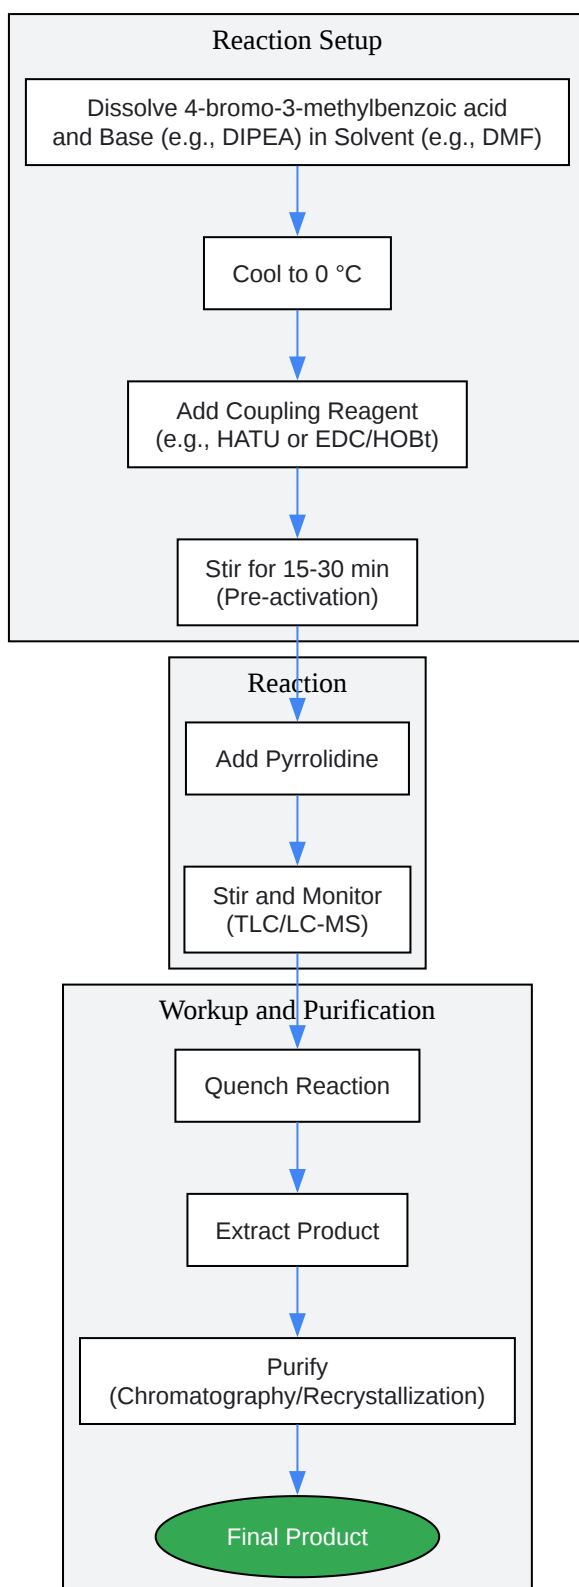 Reaction Setup
Dissolve 4-bromo-3-methylbenzoic acid
and Base (e.g., DIPEA) in Solvent (e.g., DMF)
Cool to 0 °C
Add Coupling Reagent
(e.g., HATU or EDC/HOBt)
Stir for 15-30 min
(Pre-activation)
Reaction
Add Pyrrolidine
Stir and Monitor
(TLC/LC-MS)
Workup and Purification
Quench Reaction
Extract Product
Purify
(Chromatography/Recrystallization)
Final Product